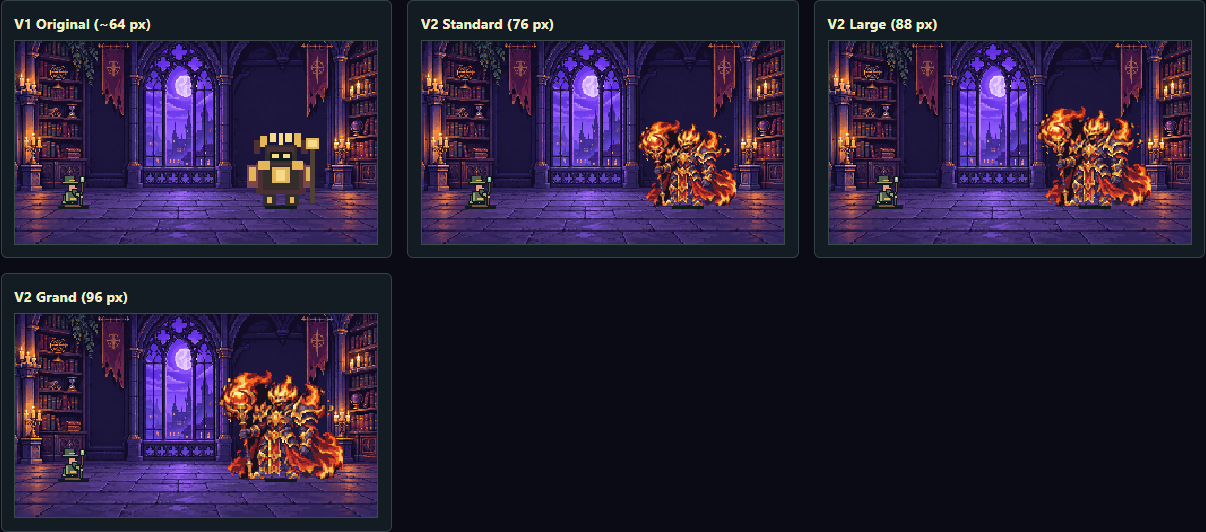 V1 Original (~64 px)
V2 Standard (76 px)
V2 Large (88 px)
V2 Grand (96 px)